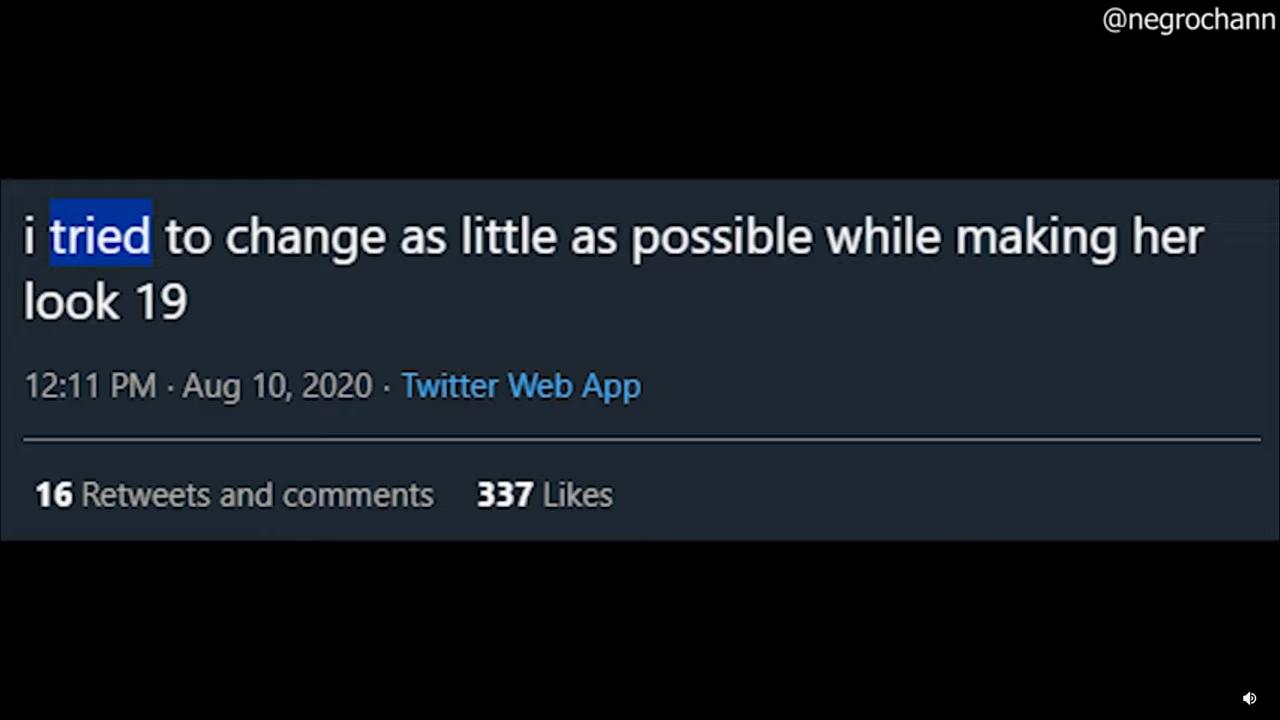 @negrochann
i tried to change as little as possible while making her
look 19
12:11 PM · Aug 10, 2020 · Twitter Web App
16 Retweets and comments 337 Likes